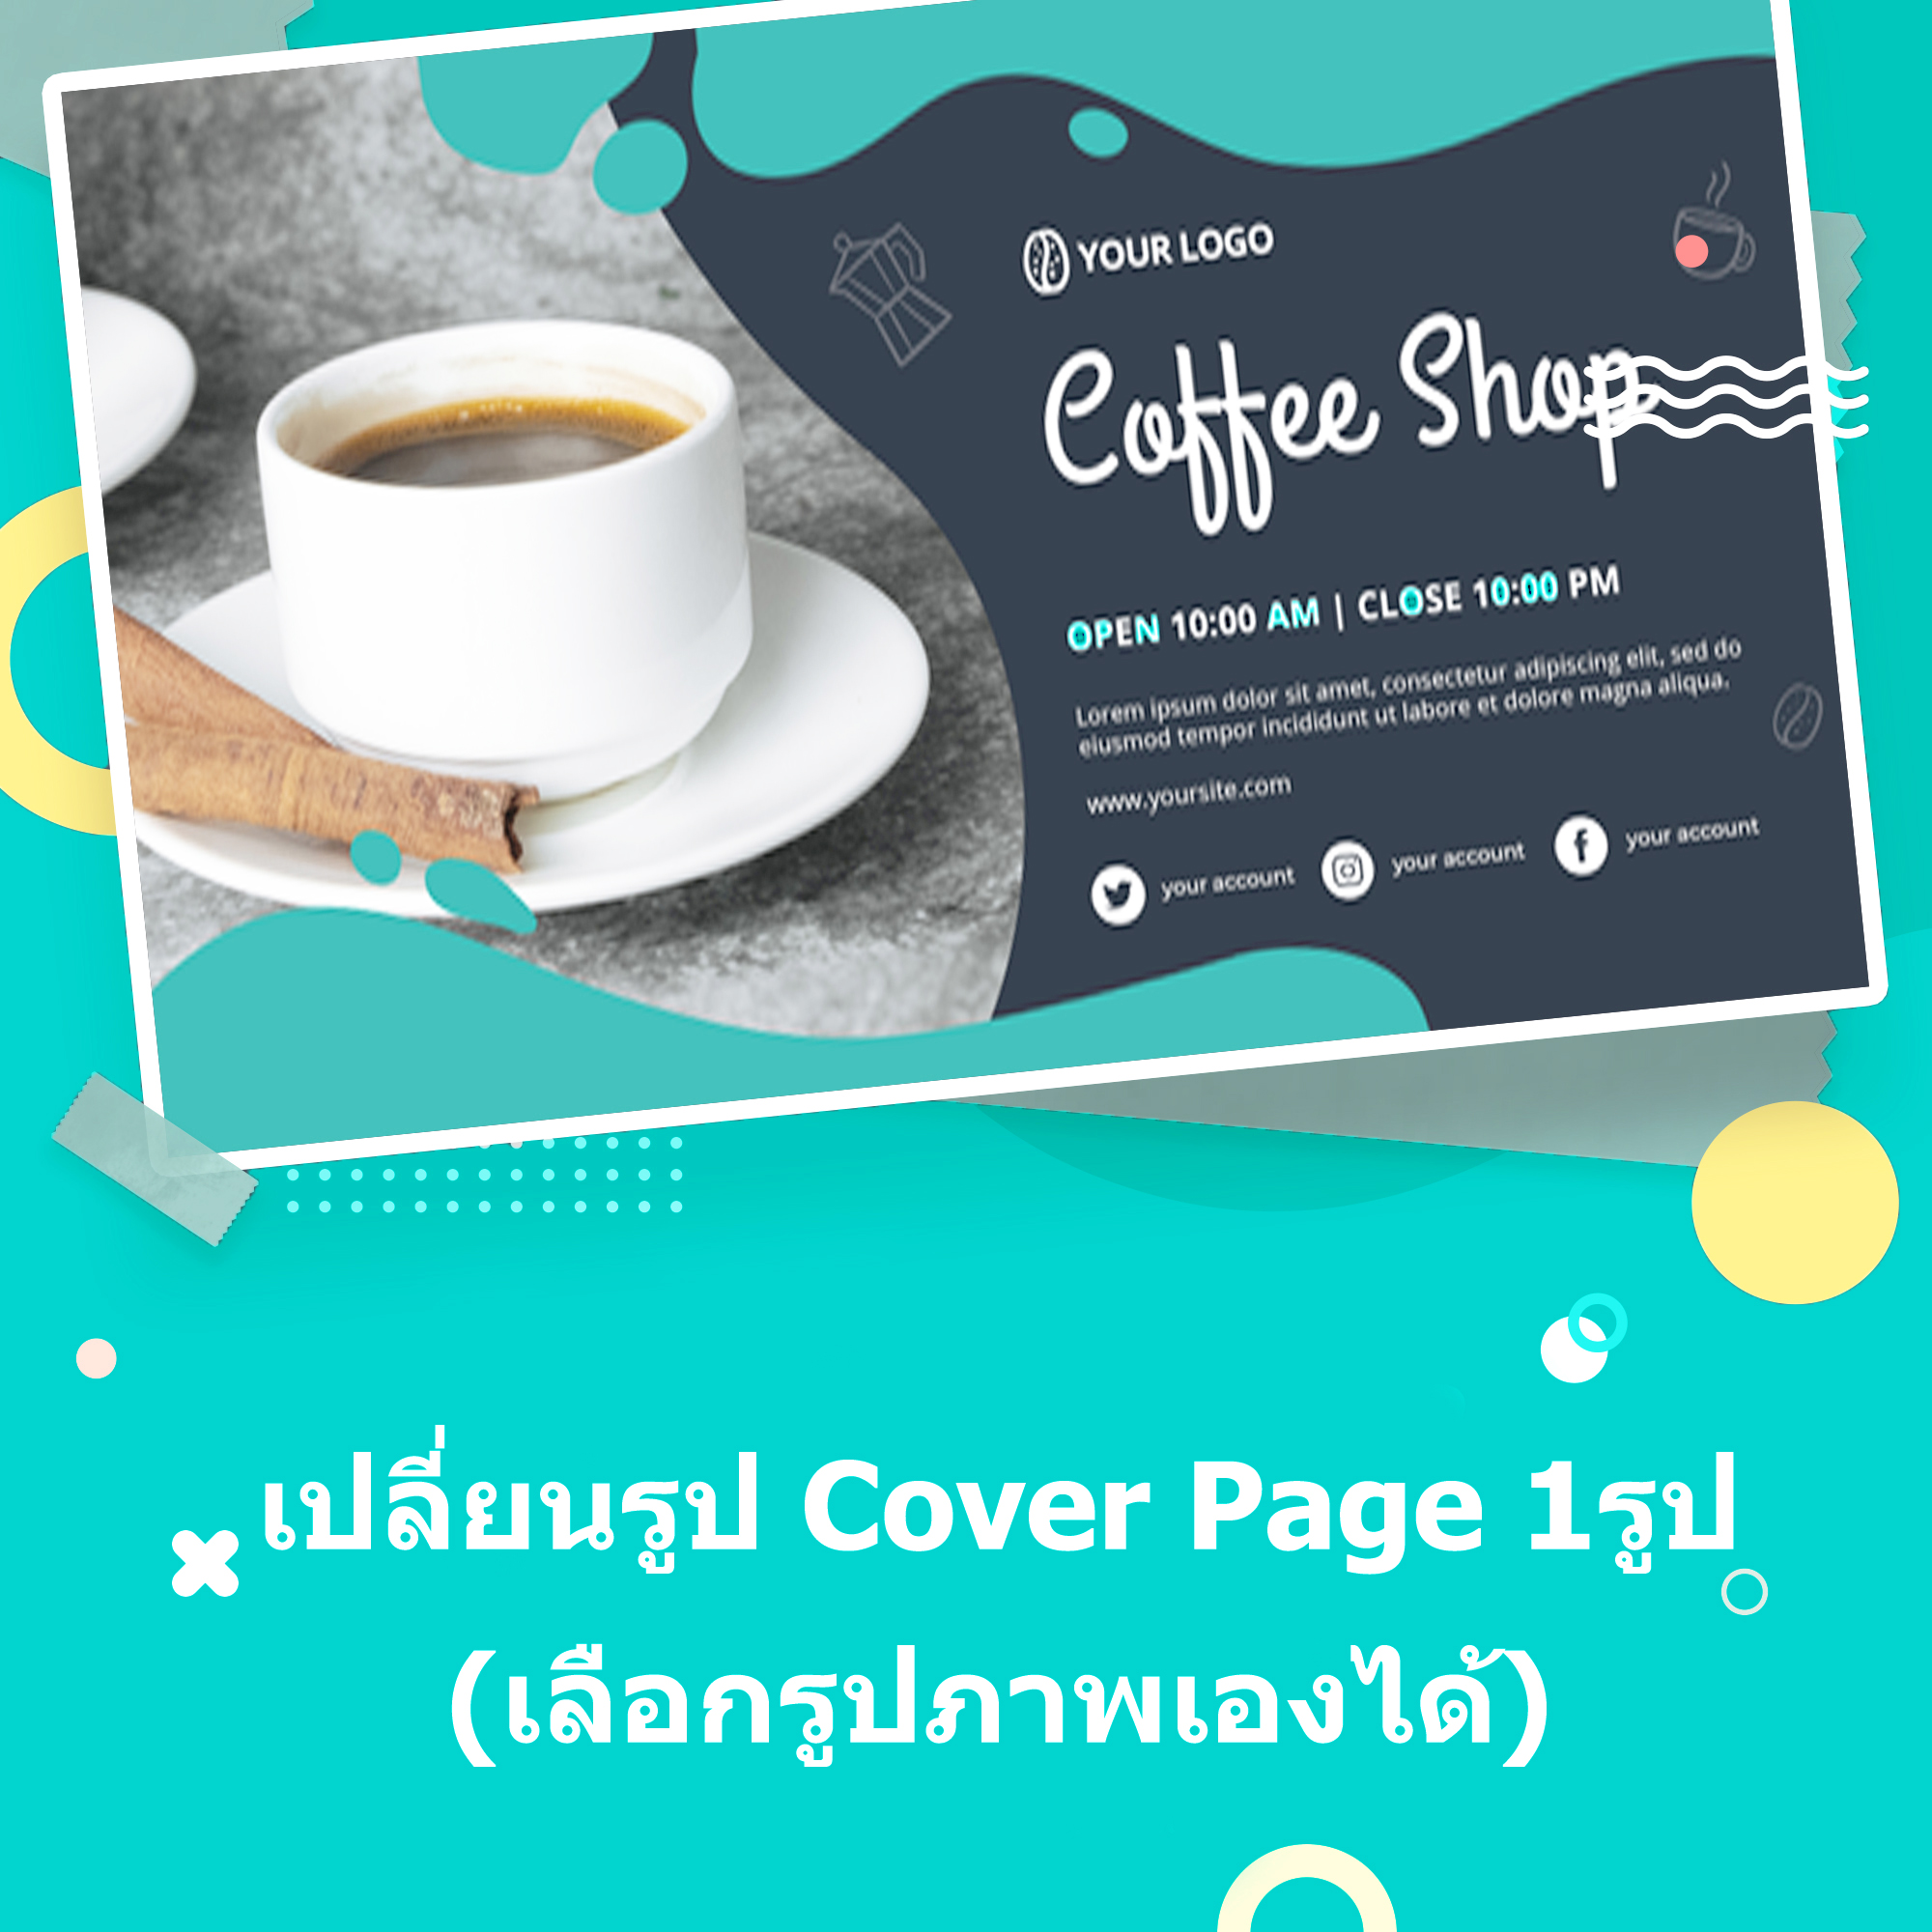 YOUR LOGO
Coffee Shop
OPEN 10:00 AM | CLOSE 10:00 PM
Lorem ipsum dolor sit amet, consectetur adipiscing elit, sed do
eiusmod tempor incididunt ut labore et dolore magna aliqua.
www.yoursite.com
your account your account your account
เปลี่ยนรูป Cover Page 1รูป
(เลือกรูปภาพเองได้)